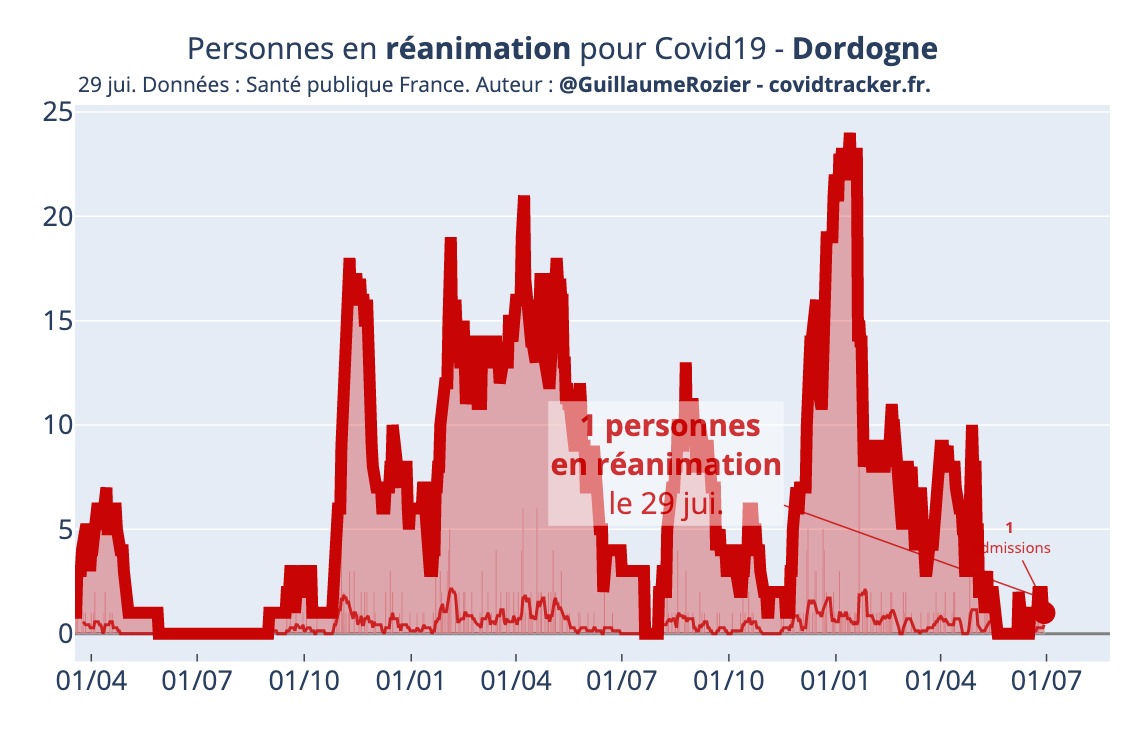 Personnes en réanimation pour Covid19 - Dordogne
29 jui. Données : Santé publique France. Auteur : @GuillaumeRozier - covidtracker.fr.
25
20
15
10
5
0
1 personnes
en réanimation
le 29 jui.
1
dmissions
01/04 01/07 01/10 01/01 01/04 01/07 01/10 01/01 01/04 01/07